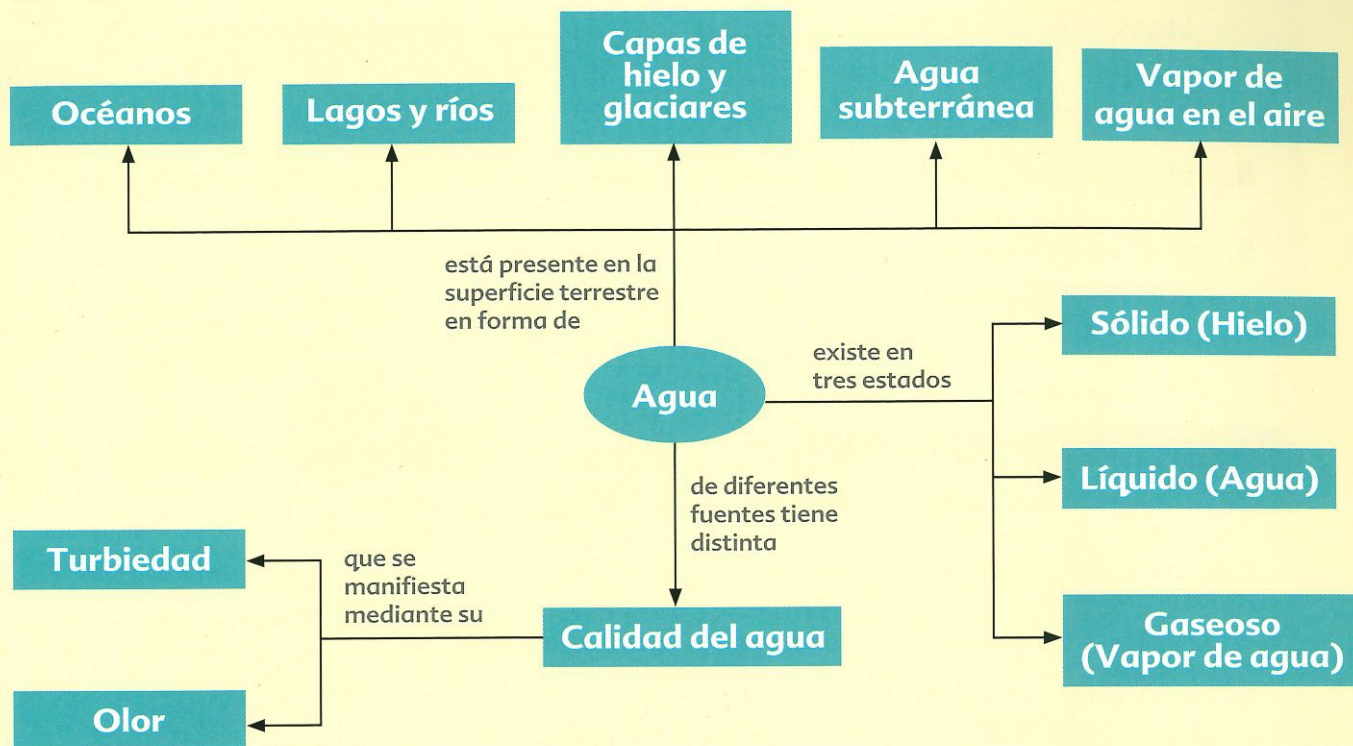 Océanos
Lagos y ríos
Capas de
hielo y
glaciares
Agua
subterránea
Vapor de
agua en el aire
8.
está presente en la
superficie terrestre
en forma de
Agua
existe en
tres estados
Sólido (Hielo)
Líquido (Agua)
Gaseoso
(Vapor de agua)
de diferentes
fuentes tiene
distinta
Calidad del agua
que se
manifiesta
mediante su
Turbiedad
Olor